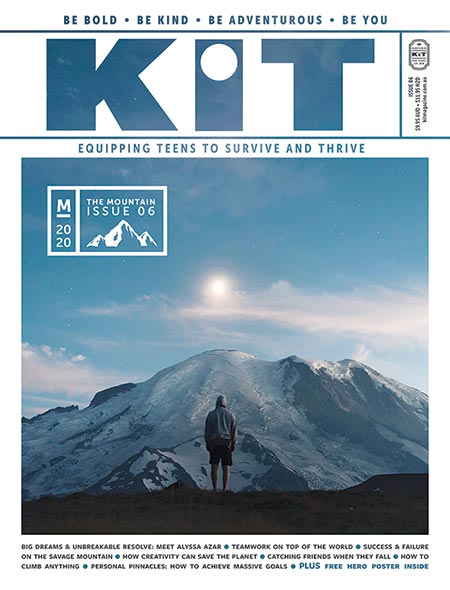 BE BOLD • BE KIND • BE ADVENTUROUS • BE YOU
KiT
ISSUE 06
$9.95 AUD • $11.95 NZD
kitmagazine.com.au
KiT
EQUIPPING TEENS TO SURVIVE AND THRIVE
M
2020
THE MOUNTAIN
ISSUE 06
BIG DREAMS & UNBREAKABLE RESOLVE: MEET ALYSSA AZAR • TEAMWORK ON TOP OF THE WORLD • SUCCESS & FAILURE
ON THE SAVAGE MOUNTAIN • HOW CREATIVITY CAN SAVE THE PLANET • CATCHING FRIENDS WHEN THEY FALL • HOW TO
CLIMB ANYTHING • PERSONAL PINNACLES: HOW TO ACHIEVE MASSIVE GOALS • PLUS FREE HERO POSTER INSIDE